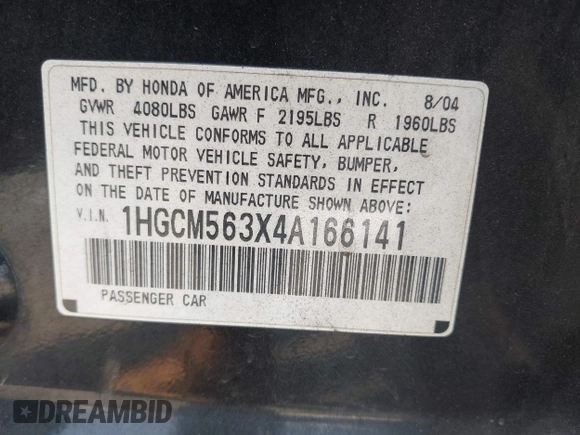 MFD. BY HONDA OF AMERICA MFG., INC. 8/04
GVWR 4080LBS GAWR F 2195LBS R 1960LBS
THIS VEHICLE CONFORMS TO ALL APPLICABLE
FEDERAL MOTOR VEHICLE SAFETY, BUMPER,
AND THEFT PREVENTION STANDARDS IN EFFECT
ON THE DATE OF MANUFACTURE SHOWN ABOVE:
V.I.N. 1HGCM563X4A166141
PASSENGER CAR
DREAMBID